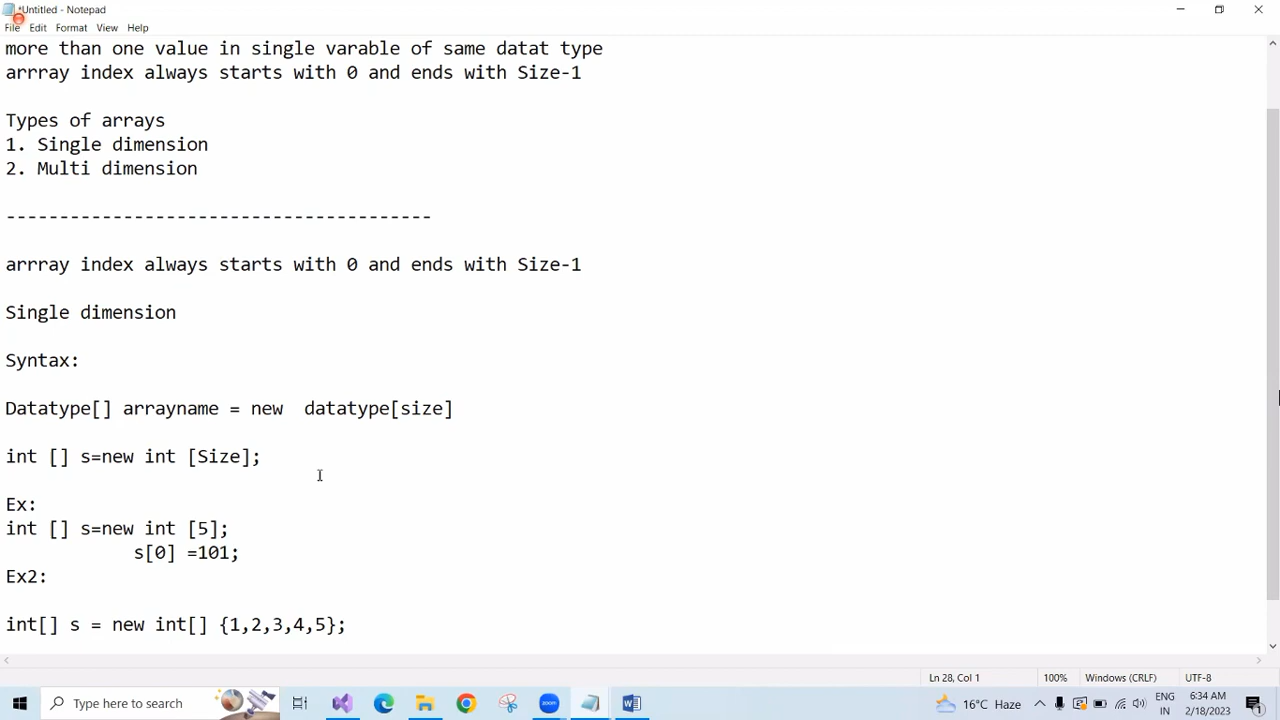 *Untitled - Notepad
File Edit Format View Help
more than one value in single varable of same datat type
arrray index always starts with 0 and ends with Size-1
Types of arrays
1. Single dimension
2. Multi dimension
----------------------------------------
arrray index always starts with 0 and ends with Size-1
Single dimension
Syntax:
Datatype[] arrayname = new  datatype[size]
int [] s=new int [Size];
Ex:
int [] s=new int [5];
s[0] =101;
Ex2:
int[] s = new int[] {1,2,3,4,5};
Ln 28, Col 1 100% Windows (CRLF) UTF-8
Type here to search zoom 16°C Haze ENG IN 6:34 AM 2/18/2023 1